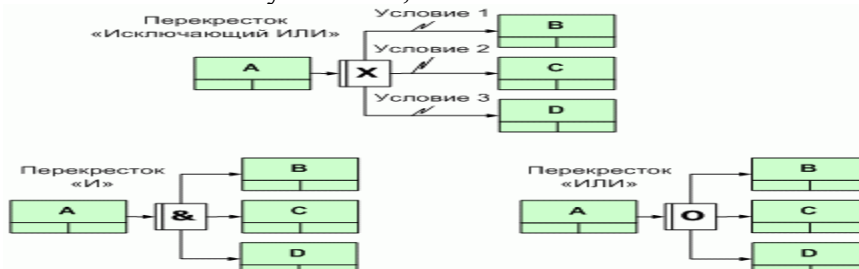 Перекресток
«Исключающий ИЛИ»
Условие 1
B
A
X
Условие 2
C
Условие 3
D
Перекресток
«И»
B
A
&
C
D
Перекресток
«ИЛИ»
B
A
O
C
D